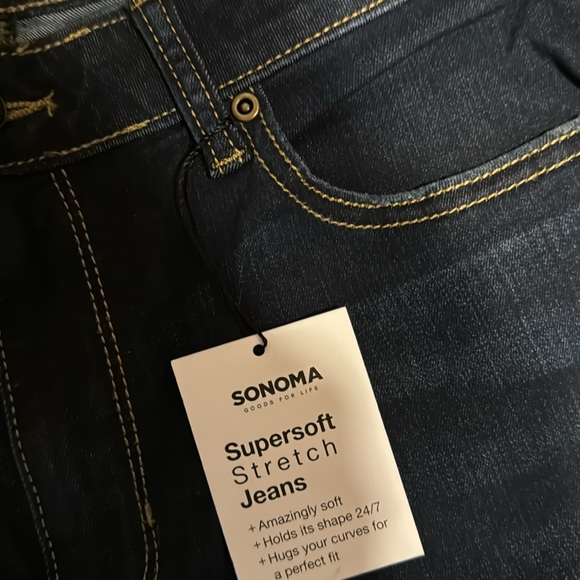 SONOMA
GOODS FOR LIFE
Supersoft
Stretch
Jeans
+ Amazingly soft
+ Holds its shape 24/7
+ Hugs your curves for
a perfect fit